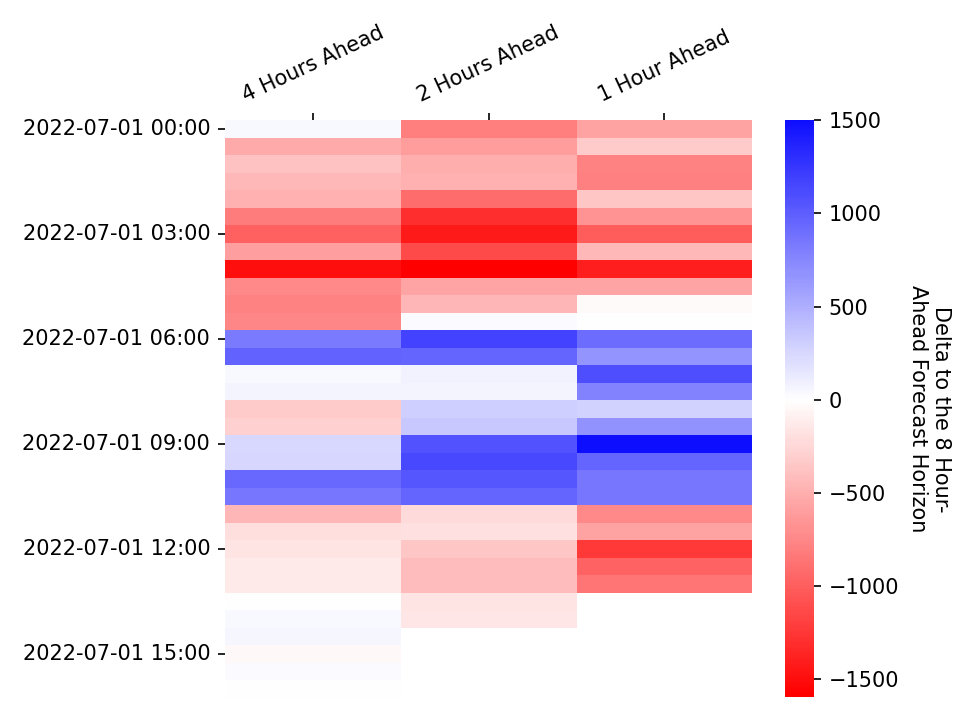 4 Hours Ahead
2 Hours Ahead
1 Hour Ahead
2022-07-01 00:00
2022-07-01 03:00
2022-07-01 06:00
2022-07-01 09:00
2022-07-01 12:00
2022-07-01 15:00
1500
1000
500
0
−500
−1000
−1500
Delta to the 8 Hour-
Ahead Forecast Horizon